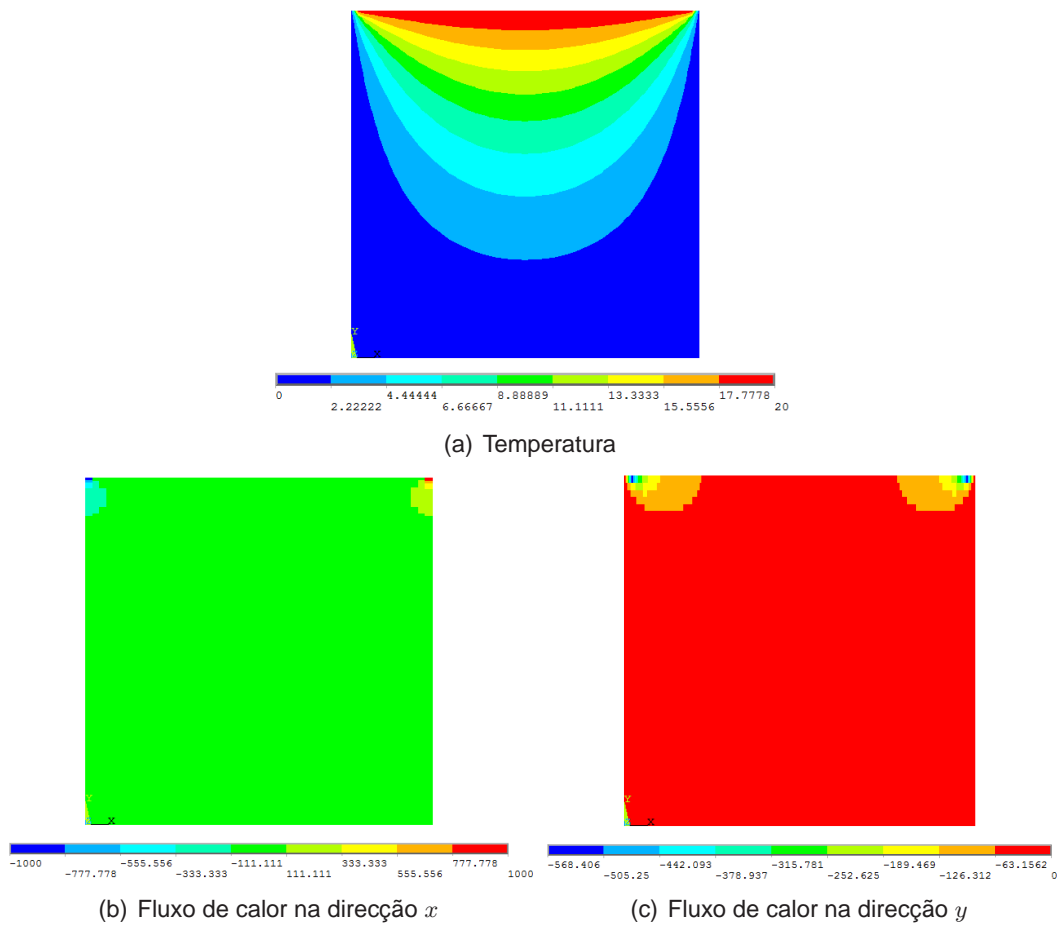 Y
X
0 4.44444 8.88889 13.3333 17.7778
2.22222 6.66667 11.1111 15.5556 20
(a) Temperatura
Y
X
-1000 -555.556 -111.111 333.333 777.778
-777.778 -333.333 111.111 555.556 1000
(b) Fluxo de calor na direcção x
Y
X
-568.406 -442.093 -315.781 -189.469 -63.1562
-505.25 -378.937 -252.625 -126.312 0
(c) Fluxo de calor na direcção y